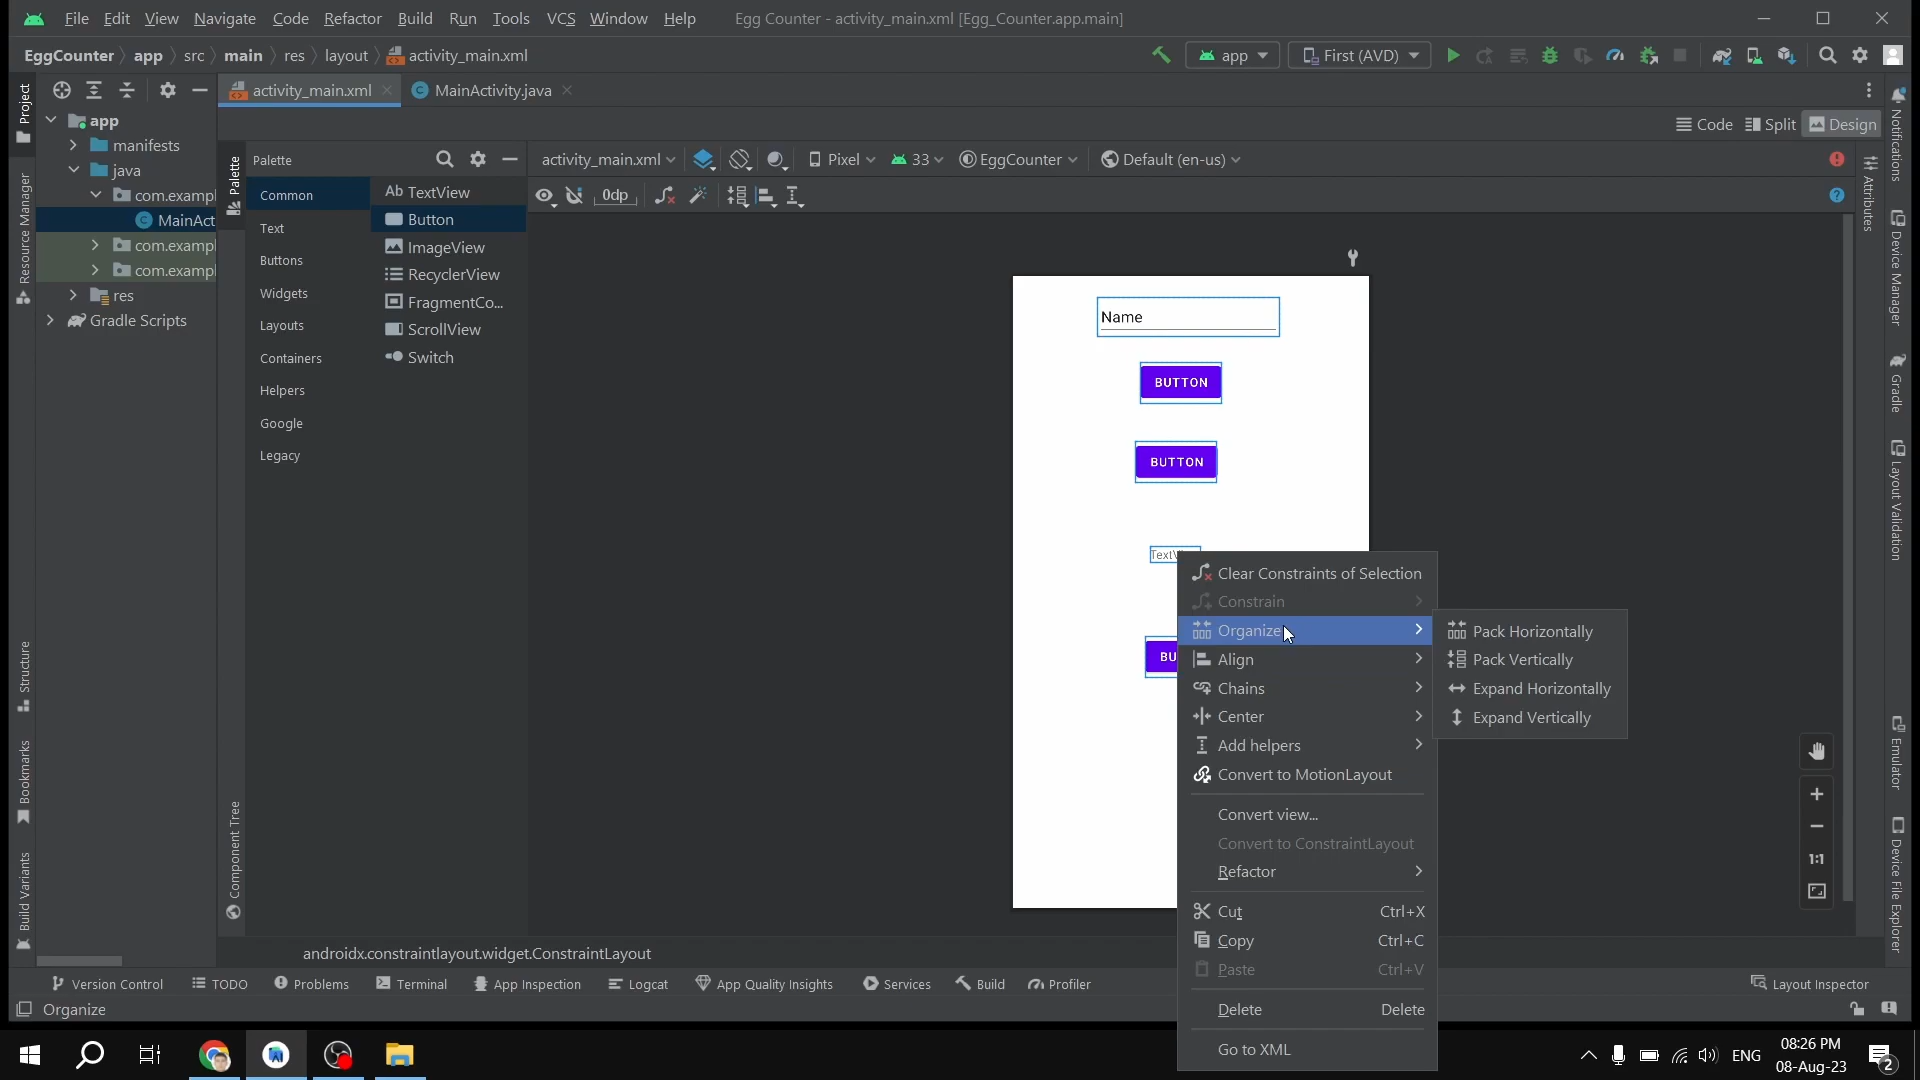 File Edit View Navigate Code Refactor Build Run Tools VCS Window Help Egg Counter - activity_main.xml [Egg_Counter.app.main]
EggCounter app src main res layout activity_main.xml app First (AVD)
activity_main.xml MainActivity.java
Code Split Design
Project
Resource Manager
Structure
Bookmarks
Build Variants
app
manifests
java
com.exampl
MainAct
com.exampl
com.exampl
res
Gradle Scripts
Palette
Component Tree
Palette
Common
Text
Buttons
Widgets
Layouts
Containers
Helpers
Google
Legacy
Ab TextView
Button
ImageView
RecyclerView
FragmentCo...
ScrollView
Switch
activity_main.xml Pixel 33 EggCounter Default (en-us)
0dp
Name
BUTTON
BUTTON
TextV
BU
Clear Constraints of Selection
Constrain
Organize
Align
Chains
Center
Add helpers
Convert to MotionLayout
Convert view...
Convert to ConstraintLayout
Refactor
Cut Ctrl+X
Copy Ctrl+C
Paste Ctrl+V
Delete Delete
Go to XML
Pack Horizontally
Pack Vertically
Expand Horizontally
Expand Vertically
1:1
Attributes
Notifications
Device Manager
Gradle
Layout Validation
Emulator
Device File Explorer
androidx.constraintlayout.widget.ConstraintLayout
Version Control TODO Problems Terminal App Inspection Logcat App Quality Insights Services Build Profiler Layout Inspector
Organize
ENG
08:26 PM
08-Aug-23
2